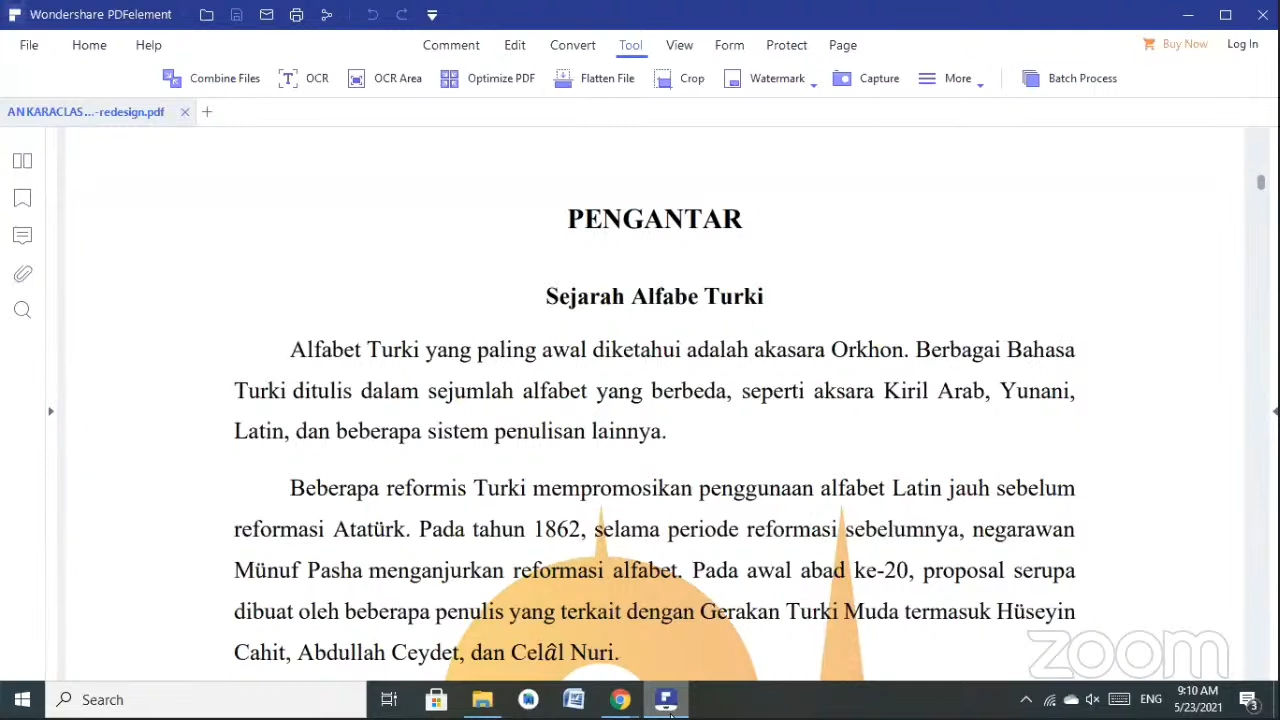 Wondershare PDFelement
File Home Help Comment Edit Convert Tool View Form Protect Page Buy Now Log In
Combine Files OCR OCR Area Optimize PDF Flatten File Crop Watermark Capture More Batch Process
ANKARACLAS...-redesign.pdf
PENGANTAR
Sejarah Alfabe Turki
Alfabet Turki yang paling awal diketahui adalah akasara Orkhon. Berbagai Bahasa
Turki ditulis dalam sejumlah alfabet yang berbeda, seperti aksara Kiril Arab, Yunani,
Latin, dan beberapa sistem penulisan lainnya.
Beberapa reformis Turki mempromosikan penggunaan alfabet Latin jauh sebelum
reformasi Atatürk. Pada tahun 1862, selama periode reformasi sebelumnya, negarawan
Münuf Pasha menganjurkan reformasi alfabet. Pada awal abad ke-20, proposal serupa
dibuat oleh beberapa penulis yang terkait dengan Gerakan Turki Muda termasuk Hüseyin
Cahit, Abdullah Ceydet, dan Celâl Nuri.
zoom
Search
ENG
9:10 AM
5/23/2021
3